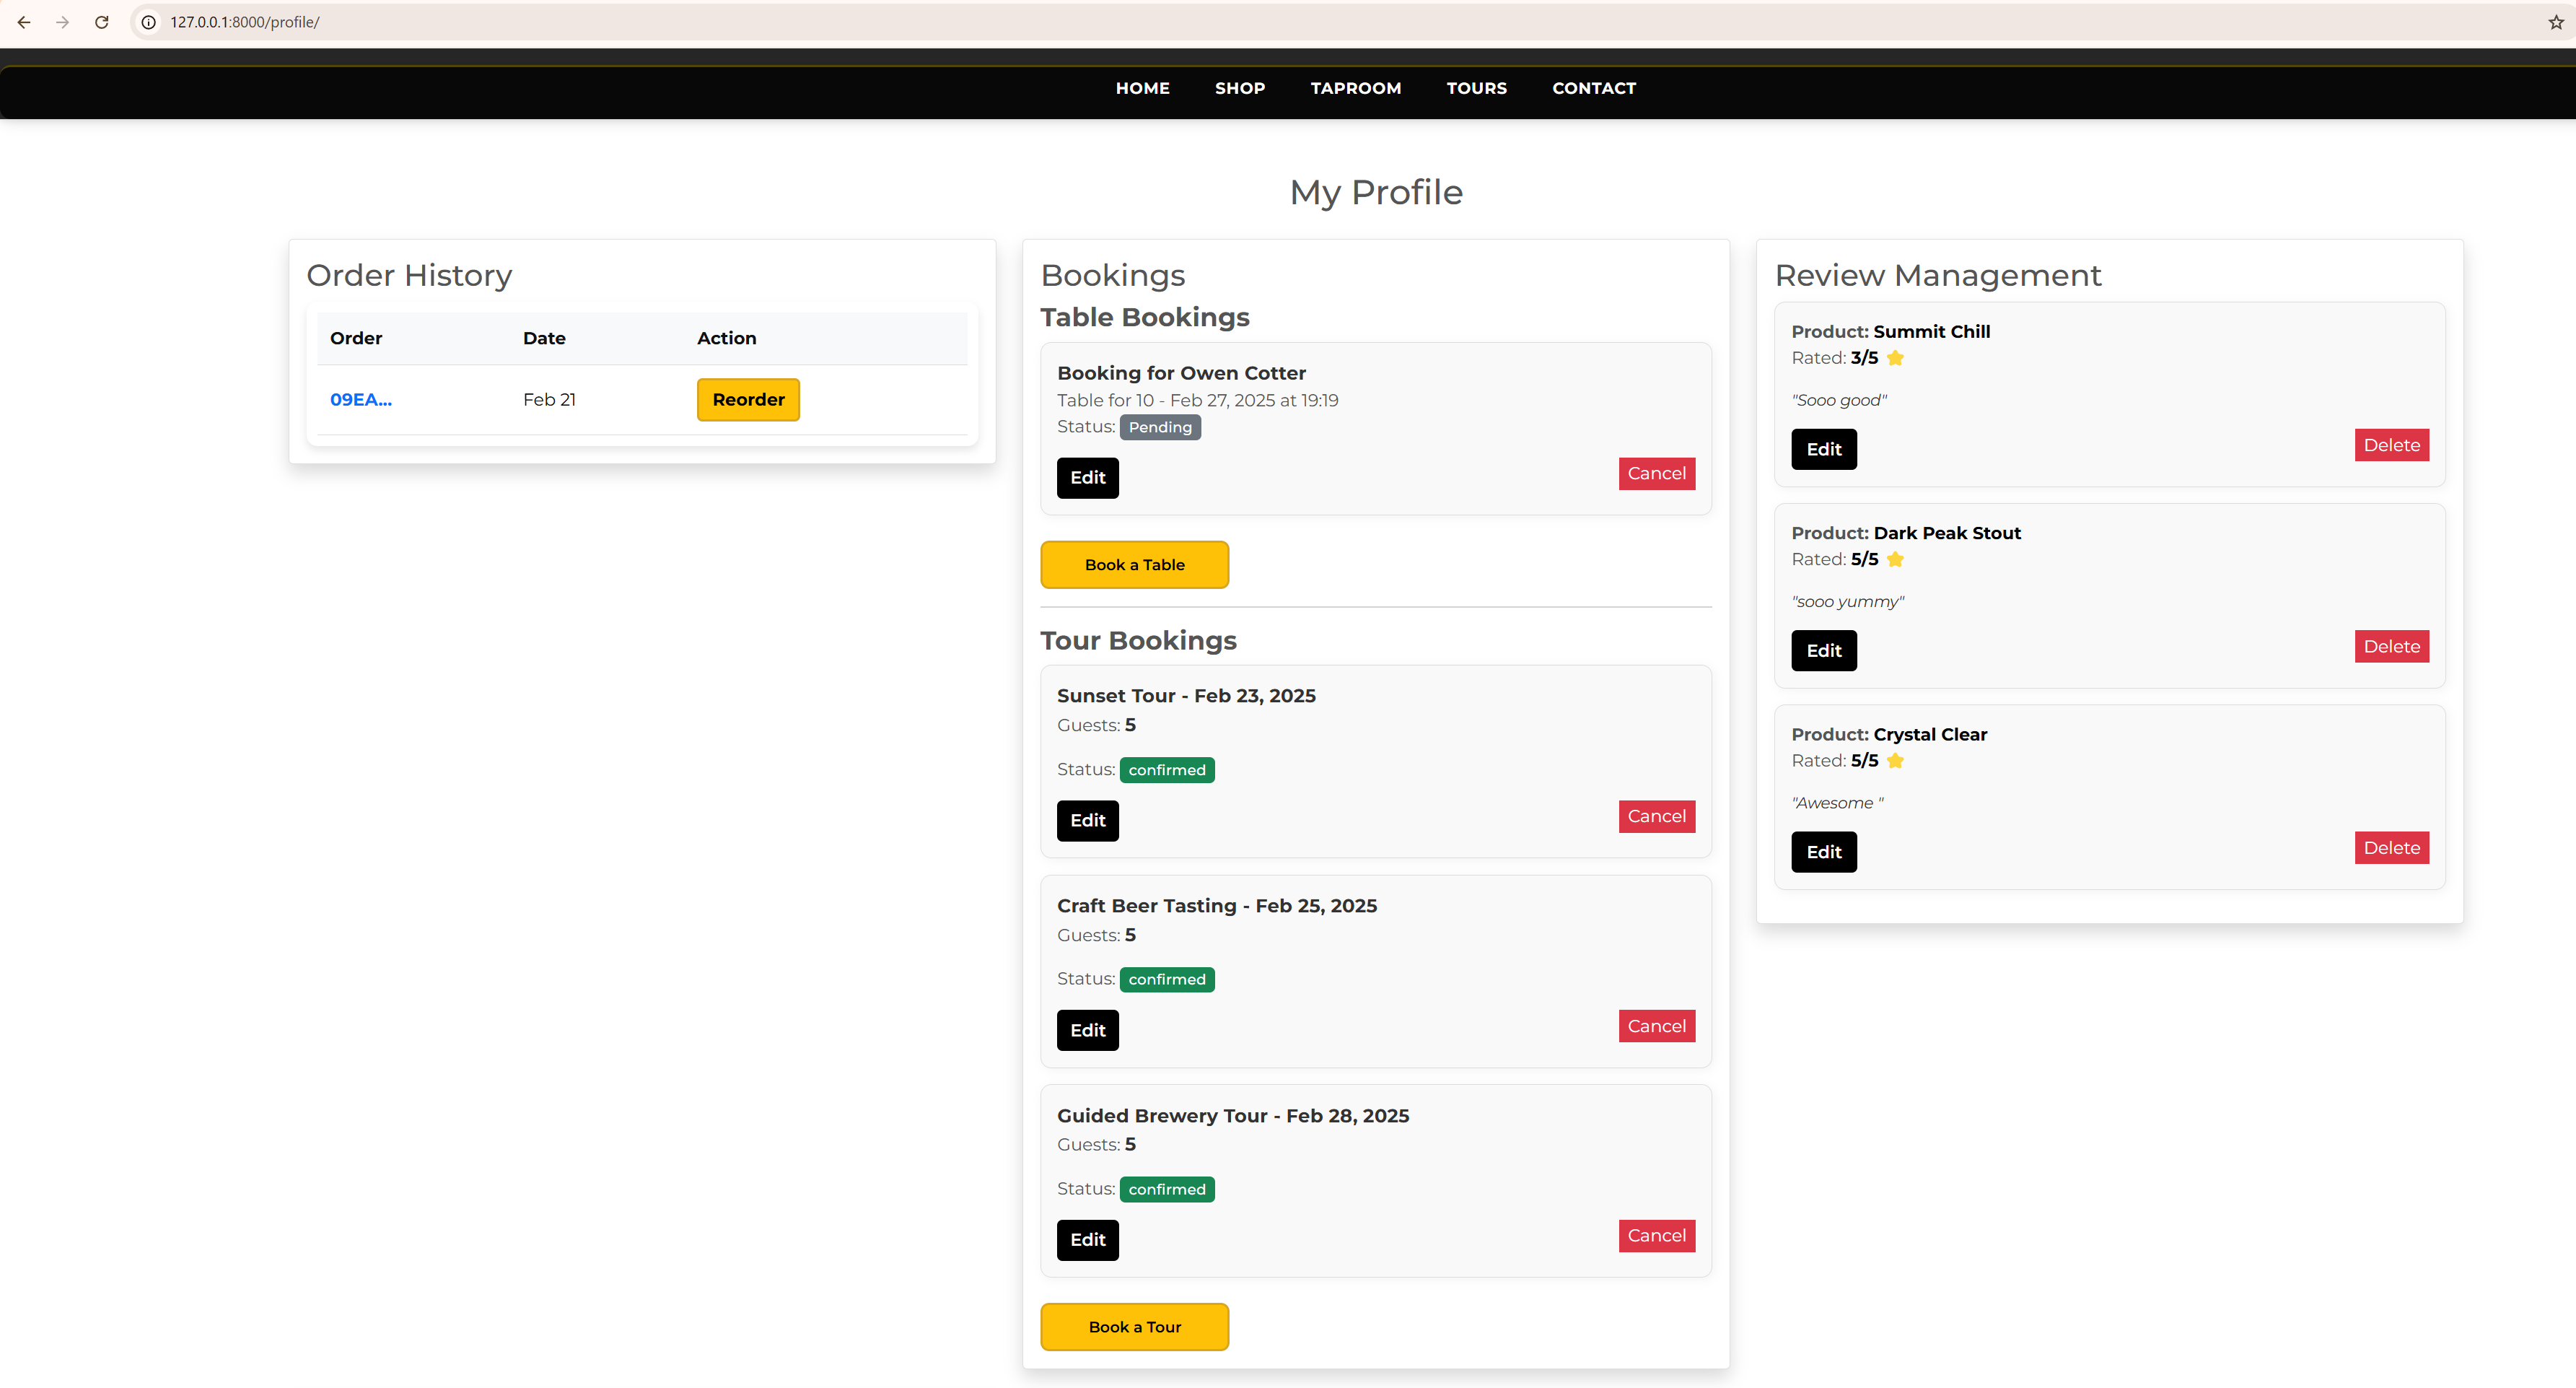 127.0.0.1:8000/profile/
HOME SHOP TAPROOM TOURS CONTACT
My Profile
Order History
Order Date Action
09EA... Feb 21 Reorder
Bookings
Table Bookings
Booking for Owen Cotter
Table for 10 - Feb 27, 2025 at 19:19
Status: Pending
Edit Cancel
Book a Table
Tour Bookings
Sunset Tour - Feb 23, 2025
Guests: 5
Status: confirmed
Edit Cancel
Craft Beer Tasting - Feb 25, 2025
Guests: 5
Status: confirmed
Edit Cancel
Guided Brewery Tour - Feb 28, 2025
Guests: 5
Status: confirmed
Edit Cancel
Book a Tour
Review Management
Product: Summit Chill
Rated: 3/5
"Sooo good"
Edit Delete
Product: Dark Peak Stout
Rated: 5/5
"sooo yummy"
Edit Delete
Product: Crystal Clear
Rated: 5/5
"Awesome "
Edit Delete